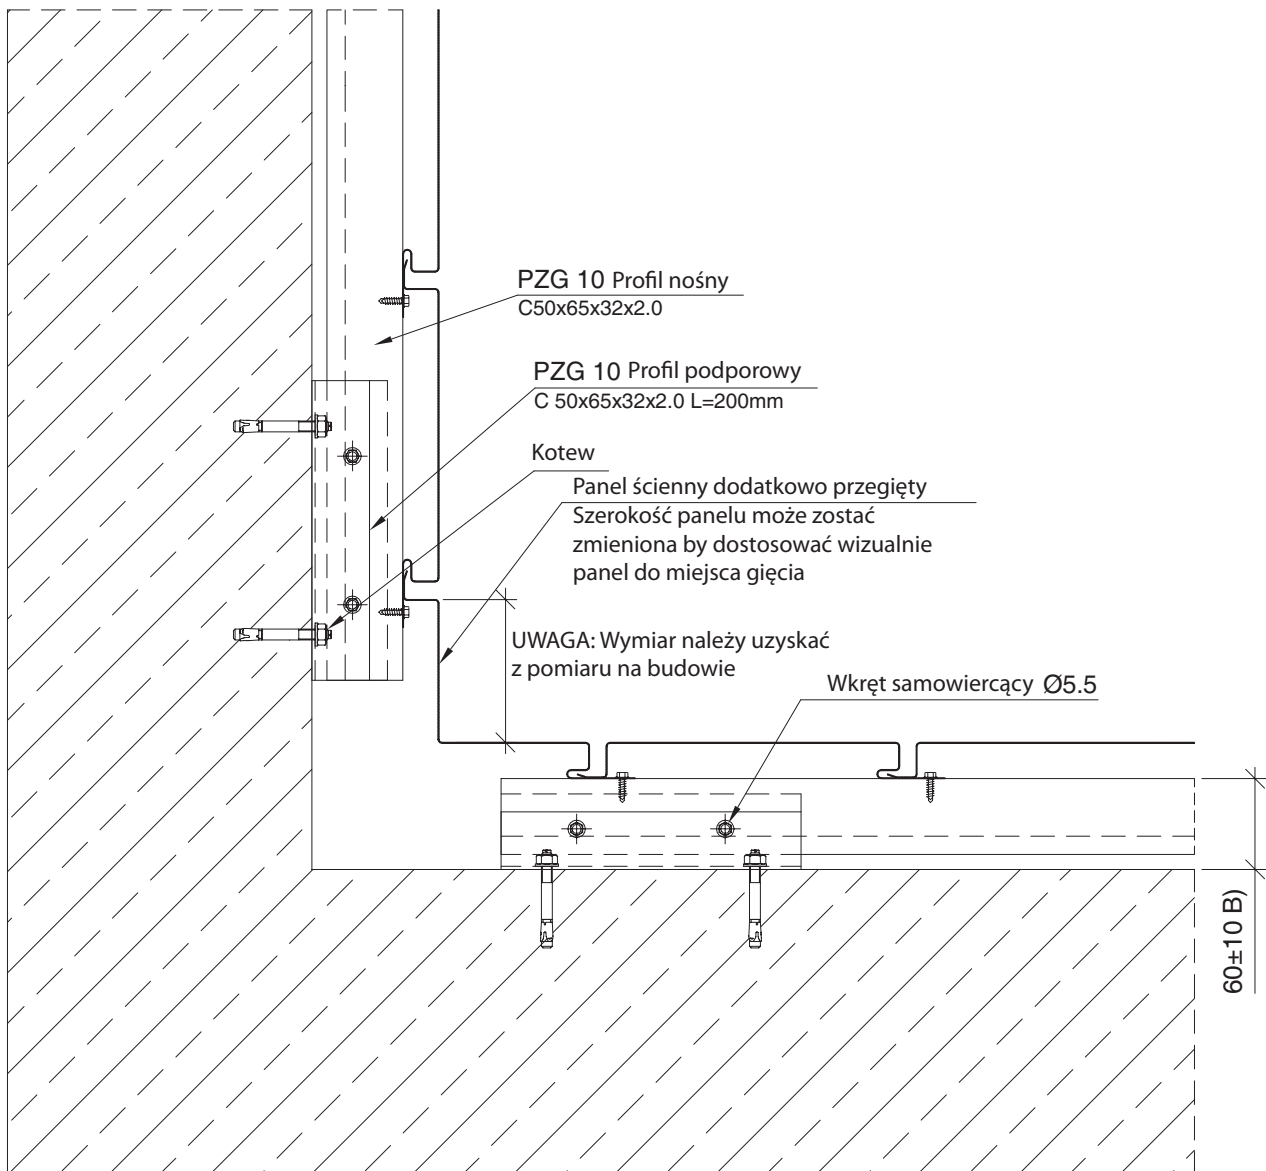 PZG 10 Profil nośny
C50x65x32x2.0
PZG 10 Profil podporowy
C 50x65x32x2.0 L=200mm
Kotew
Panel ścienny dodatkowo przegięty
Szerokość panelu może zostać
zmieniona by dostosować wizualnie
panel do miejsca gięcia
UWAGA: Wymiar należy uzyskać
z pomiaru na budowie
Wkręt samowiercący Ø5.5
60±10 B)